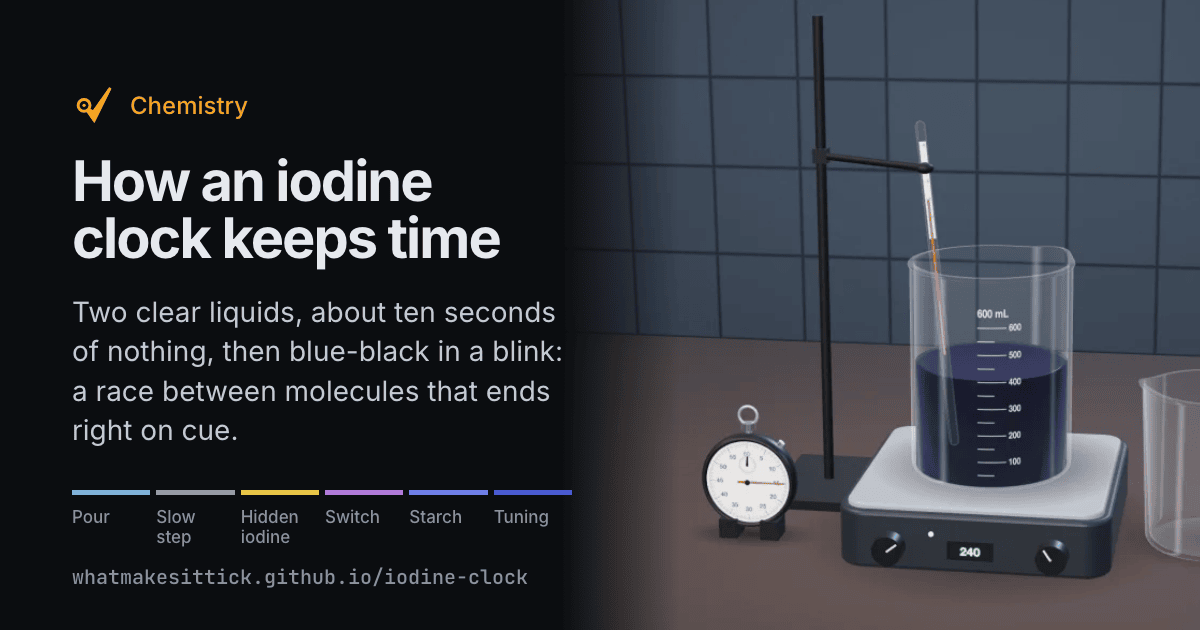 Chemistry
How an iodine
clock keeps time
Two clear liquids, about ten seconds
of nothing, then blue-black in a blink:
a race between molecules that ends
right on cue.
Pour
Slow
step
Hidden
iodine
Switch
Starch
Tuning
whatmakesittick.github.io/iodine-clock
600 mL
600
500
400
300
200
100
240